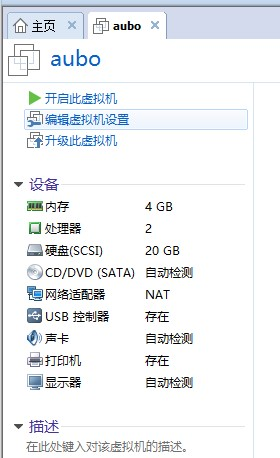 主页
aubo
aubo
开启此虚拟机
编辑虚拟机设置
升级此虚拟机
设备
内存 4 GB
处理器 2
硬盘(SCSI) 20 GB
CD/DVD (SATA) 自动检测
网络适配器 NAT
USB 控制器 存在
声卡 自动检测
打印机 存在
显示器 自动检测
描述
在此处键入对该虚拟机的描述。